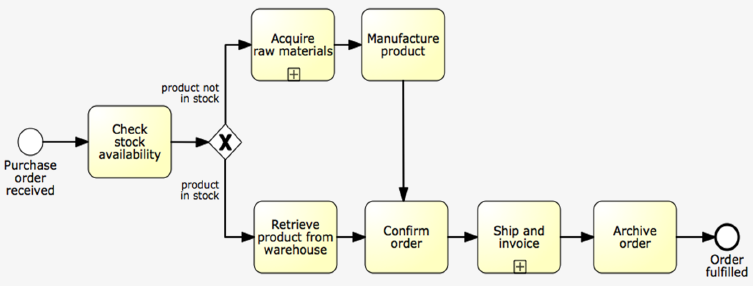 Acquire
raw materials
Manufacture
product
product not
in stock
Check
stock
availability
X
Purchase
order
received
product
in stock
Retrieve
product from
warehouse
Confirm
order
Ship and
invoice
Archive
order
Order
fulfilled